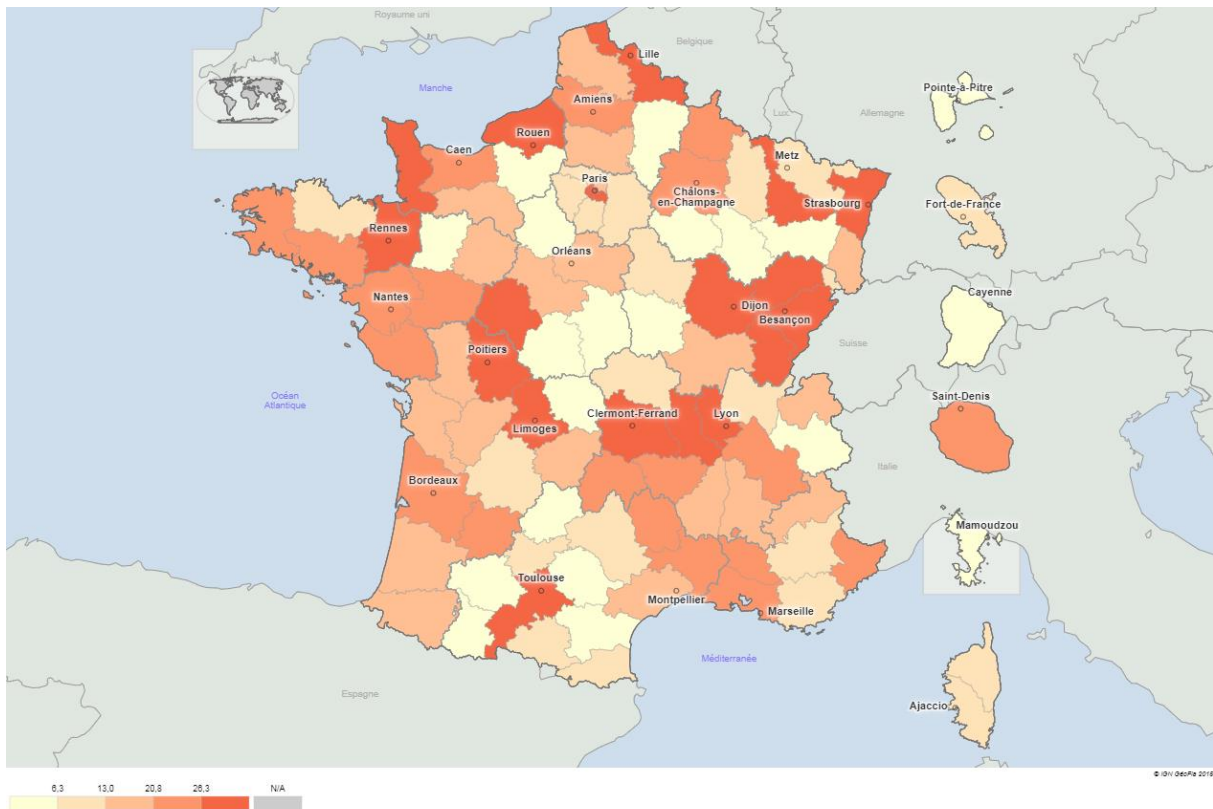 Royaume uni
Belgique
Lille
Manche
Pointe-à-Pitre
Amiens
Lux.
Allemagne
Rouen
Caen
Metz
Paris
Châlons-
en-Champagne
Strasbourg
Fort-de-France
Rennes
Orléans
Cayenne
Nantes
Dijon
Besançon
Suisse
Poitiers
Saint-Denis
Océan
Atlantique
Clermont-Ferrand
Lyon
Limoges
Italie
Bordeaux
Mamoudzou
Toulouse
Montpellier
Marseille
Méditerranée
Espagne
Ajaccio
© IGN GéoFla 2015
6,3 13,0 20,8 26,3 N/A